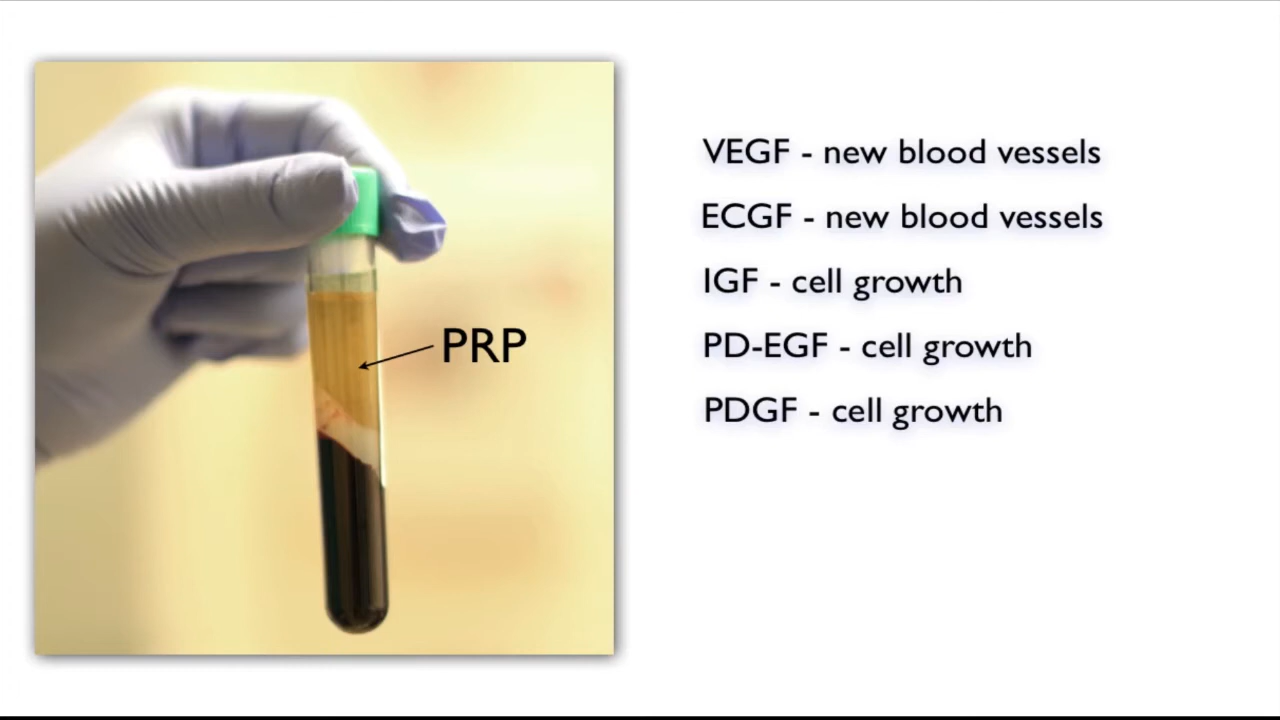 PRP
VEGF - new blood vessels
ECGF - new blood vessels
IGF - cell growth
PD-EGF - cell growth
PDGF - cell growth